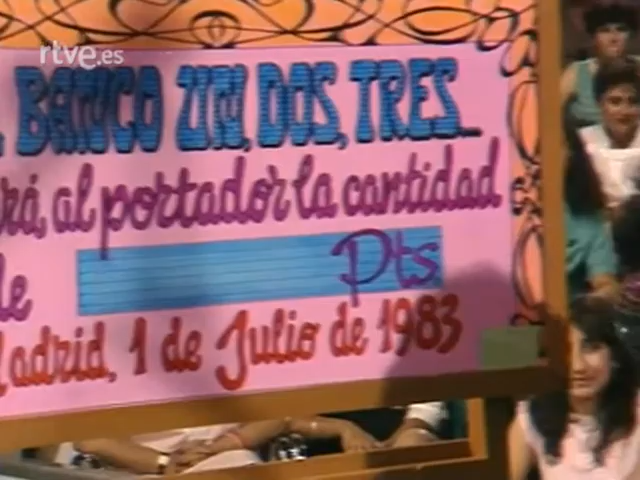 rtve.es
BANCO UN, DOS, TRES...
rá, al portador la cantidad
de
Pts
Madrid, 1 de Julio de 1983